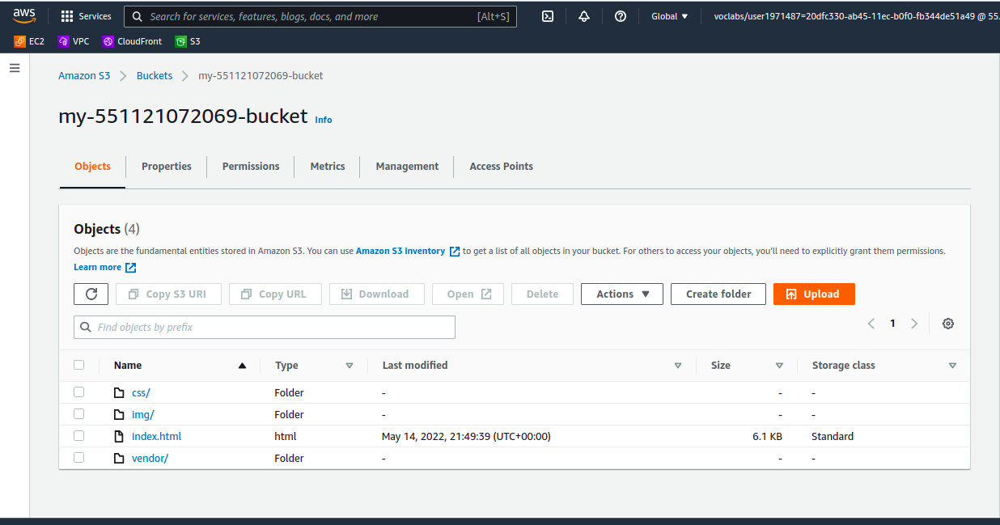 aws Services Search for services, features, blogs, docs, and more [Alt+S] Global ▼ voclabs/user1971487=20dfc330-ab45-11ec-b0f0-fb344de51a49 @ 55
EC2 VPC CloudFront S3
Amazon S3 > Buckets > my-551121072069-bucket
my-551121072069-bucket Info
Objects Properties Permissions Metrics Management Access Points
Objects (4)
Objects are the fundamental entities stored in Amazon S3. You can use Amazon S3 Inventory to get a list of all objects in your bucket. For others to access your objects, you'll need to explicitly grant them permissions.
Learn more
Copy S3 URI Copy URL Download Open Delete Actions ▼ Create folder Upload
Find objects by prefix < 1 >
Name ▲ Type ▽ Last modified ▽ Size ▽ Storage class ▽
css/ Folder - - -
img/ Folder - - -
index.html html May 14, 2022, 21:49:39 (UTC+00:00) 6.1 KB Standard
vendor/ Folder - - -